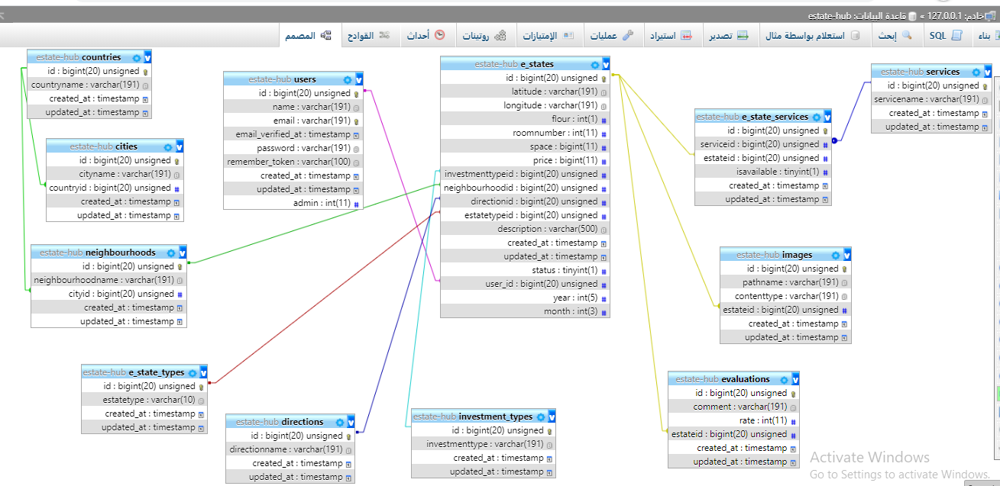 خادم: 127.0.0.1 » قاعدة البيانات: estate-hub
بناء
SQL
إبحث
استعلام بواسطة مثال
تصدير
استيراد
عمليات
الإمتيازات
روتينات
أحداث
القوادح
المصمم
estate-hub countries
id : bigint(20) unsigned
countryname : varchar(191)
created_at : timestamp
updated_at : timestamp
estate-hub cities
id : bigint(20) unsigned
cityname : varchar(191)
countryid : bigint(20) unsigned
created_at : timestamp
updated_at : timestamp
estate-hub neighbourhoods
id : bigint(20) unsigned
neighbourhoodname : varchar(191)
cityid : bigint(20) unsigned
created_at : timestamp
updated_at : timestamp
estate-hub e_state_types
id : bigint(20) unsigned
estatetype : varchar(10)
created_at : timestamp
updated_at : timestamp
estate-hub users
id : bigint(20) unsigned
name : varchar(191)
email : varchar(191)
email_verified_at : timestamp
password : varchar(191)
remember_token : varchar(100)
created_at : timestamp
updated_at : timestamp
admin : int(11)
estate-hub directions
id : bigint(20) unsigned
directionname : varchar(191)
created_at : timestamp
updated_at : timestamp
estate-hub e_states
id : bigint(20) unsigned
latitude : varchar(191)
longitude : varchar(191)
flour : int(1)
roomnumber : int(11)
space : bigint(11)
price : bigint(11)
investmenttypeid : bigint(20) unsigned
neighbourhoodid : bigint(20) unsigned
directionid : bigint(20) unsigned
estatetypeid : bigint(20) unsigned
description : varchar(500)
created_at : timestamp
updated_at : timestamp
status : tinyint(1)
user_id : bigint(20) unsigned
year : int(5)
month : int(3)
estate-hub investment_types
id : bigint(20) unsigned
investmenttype : varchar(191)
created_at : timestamp
updated_at : timestamp
estate-hub e_state_services
id : bigint(20) unsigned
serviceid : bigint(20) unsigned
estateid : bigint(20) unsigned
isavailable : tinyint(1)
created_at : timestamp
updated_at : timestamp
estate-hub services
id : bigint(20) unsigned
servicename : varchar(191)
created_at : timestamp
updated_at : timestamp
estate-hub images
id : bigint(20) unsigned
pathname : varchar(191)
contenttype : varchar(191)
estateid : bigint(20) unsigned
created_at : timestamp
updated_at : timestamp
estate-hub evaluations
id : bigint(20) unsigned
comment : varchar(191)
rate : int(11)
estateid : bigint(20) unsigned
created_at : timestamp
updated_at : timestamp
Activate Windows
Go to Settings to activate Windows.